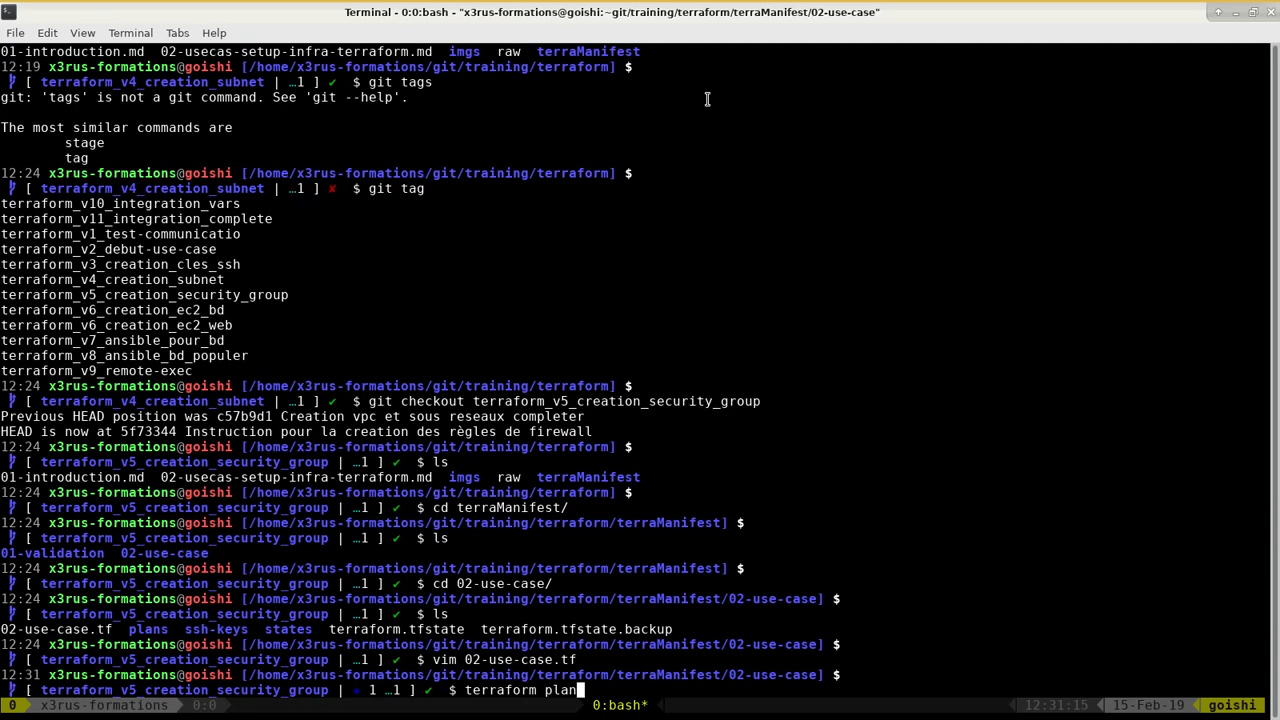 Terminal - 0:0:bash - "x3rus-formations@goishi:~git/training/terraform/terraManifest/02-use-case"
File Edit View Terminal Tabs Help
01-introduction.md 02-usecas-setup-infra-terraform.md imgs raw terraManifest
12:19 x3rus-formations@goishi [/home/x3rus-formations/git/training/terraform] $
[ terraform_v4_creation_subnet | …1 ] ✔ $ git tags
git: 'tags' is not a git command. See 'git --help'.
The most similar commands are
stage
tag
12:24 x3rus-formations@goishi [/home/x3rus-formations/git/training/terraform] $
[ terraform_v4_creation_subnet | …1 ] ✘ $ git tag
terraform_v10_integration_vars
terraform_v11_integration_complete
terraform_v1_test-communicatio
terraform_v2_debut-use-case
terraform_v3_creation_cles_ssh
terraform_v4_creation_subnet
terraform_v5_creation_security_group
terraform_v6_creation_ec2_bd
terraform_v6_creation_ec2_web
terraform_v7_ansible_pour_bd
terraform_v8_ansible_bd_populer
terraform_v9_remote-exec
12:24 x3rus-formations@goishi [/home/x3rus-formations/git/training/terraform] $
[ terraform_v4_creation_subnet | …1 ] ✔ $ git checkout terraform_v5_creation_security_group
Previous HEAD position was c57b9d1 Creation vpc et sous reseaux completer
HEAD is now at 5f73344 Instruction pour la creation des règles de firewall
12:24 x3rus-formations@goishi [/home/x3rus-formations/git/training/terraform] $
[ terraform_v5_creation_security_group | …1 ] ✔ $ ls
01-introduction.md 02-usecas-setup-infra-terraform.md imgs raw terraManifest
12:24 x3rus-formations@goishi [/home/x3rus-formations/git/training/terraform] $
[ terraform_v5_creation_security_group | …1 ] ✔ $ cd terraManifest/
12:24 x3rus-formations@goishi [/home/x3rus-formations/git/training/terraform/terraManifest] $
[ terraform_v5_creation_security_group | …1 ] ✔ $ ls
01-validation 02-use-case
12:24 x3rus-formations@goishi [/home/x3rus-formations/git/training/terraform/terraManifest] $
[ terraform_v5_creation_security_group | …1 ] ✔ $ cd 02-use-case/
12:24 x3rus-formations@goishi [/home/x3rus-formations/git/training/terraform/terraManifest/02-use-case] $
[ terraform_v5_creation_security_group | …1 ] ✔ $ ls
02-use-case.tf plans ssh-keys states terraform.tfstate terraform.tfstate.backup
12:24 x3rus-formations@goishi [/home/x3rus-formations/git/training/terraform/terraManifest/02-use-case] $
[ terraform_v5_creation_security_group | …1 ] ✔ $ vim 02-use-case.tf
12:31 x3rus-formations@goishi [/home/x3rus-formations/git/training/terraform/terraManifest/02-use-case] $
[ terraform_v5_creation_security_group | 1 …1 ] ✔ $ terraform plan
0 x3rus-formations 0:0 0:bash* 12:31:15 15-Feb-19 goishi